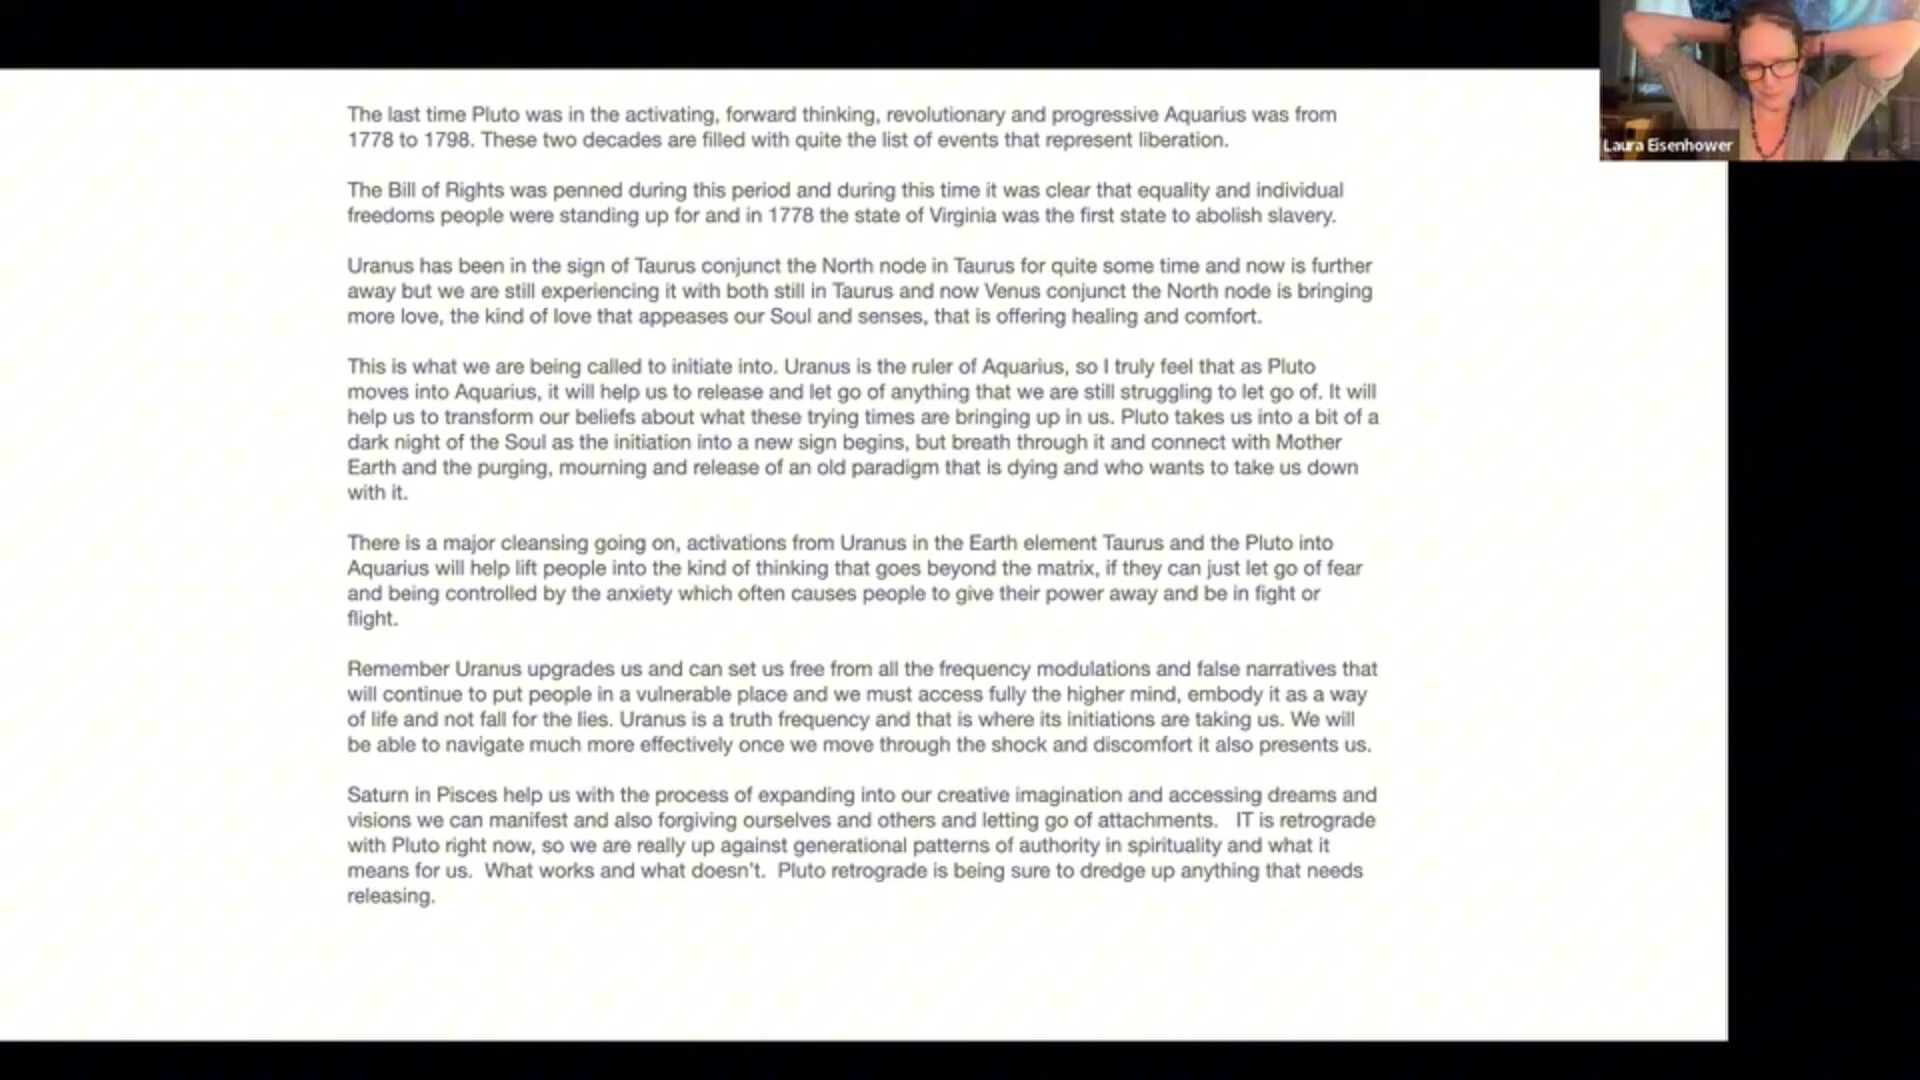 The last time Pluto was in the activating, forward thinking, revolutionary and progressive Aquarius was from
1778 to 1798. These two decades are filled with quite the list of events that represent liberation.
The Bill of Rights was penned during this period and during this time it was clear that equality and individual
freedoms people were standing up for and in 1778 the state of Virginia was the first state to abolish slavery.
Uranus has been in the sign of Taurus conjunct the North node in Taurus for quite some time and now is further
away but we are still experiencing it with both still in Taurus and now Venus conjunct the North node is bringing
more love, the kind of love that appeases our Soul and senses, that is offering healing and comfort.
This is what we are being called to initiate into. Uranus is the ruler of Aquarius, so I truly feel that as Pluto
moves into Aquarius, it will help us to release and let go of anything that we are still struggling to let go of. It will
help us to transform our beliefs about what these trying times are bringing up in us. Pluto takes us into a bit of a
dark night of the Soul as the initiation into a new sign begins, but breath through it and connect with Mother
Earth and the purging, mourning and release of an old paradigm that is dying and who wants to take us down
with it.
There is a major cleansing going on, activations from Uranus in the Earth element Taurus and the Pluto into
Aquarius will help lift people into the kind of thinking that goes beyond the matrix, if they can just let go of fear
and being controlled by the anxiety which often causes people to give their power away and be in fight or
flight.
Remember Uranus upgrades us and can set us free from all the frequency modulations and false narratives that
will continue to put people in a vulnerable place and we must access fully the higher mind, embody it as a way
of life and not fall for the lies. Uranus is a truth frequency and that is where its initiations are taking us. We will
be able to navigate much more effectively once we move through the shock and discomfort it also presents us.
Saturn in Pisces help us with the process of expanding into our creative imagination and accessing dreams and
visions we can manifest and also forgiving ourselves and others and letting go of attachments.   IT is retrograde
with Pluto right now, so we are really up against generational patterns of authority in spirituality and what it
means for us.  What works and what doesn't.  Pluto retrograde is being sure to dredge up anything that needs
releasing.
Laura Eisenhower